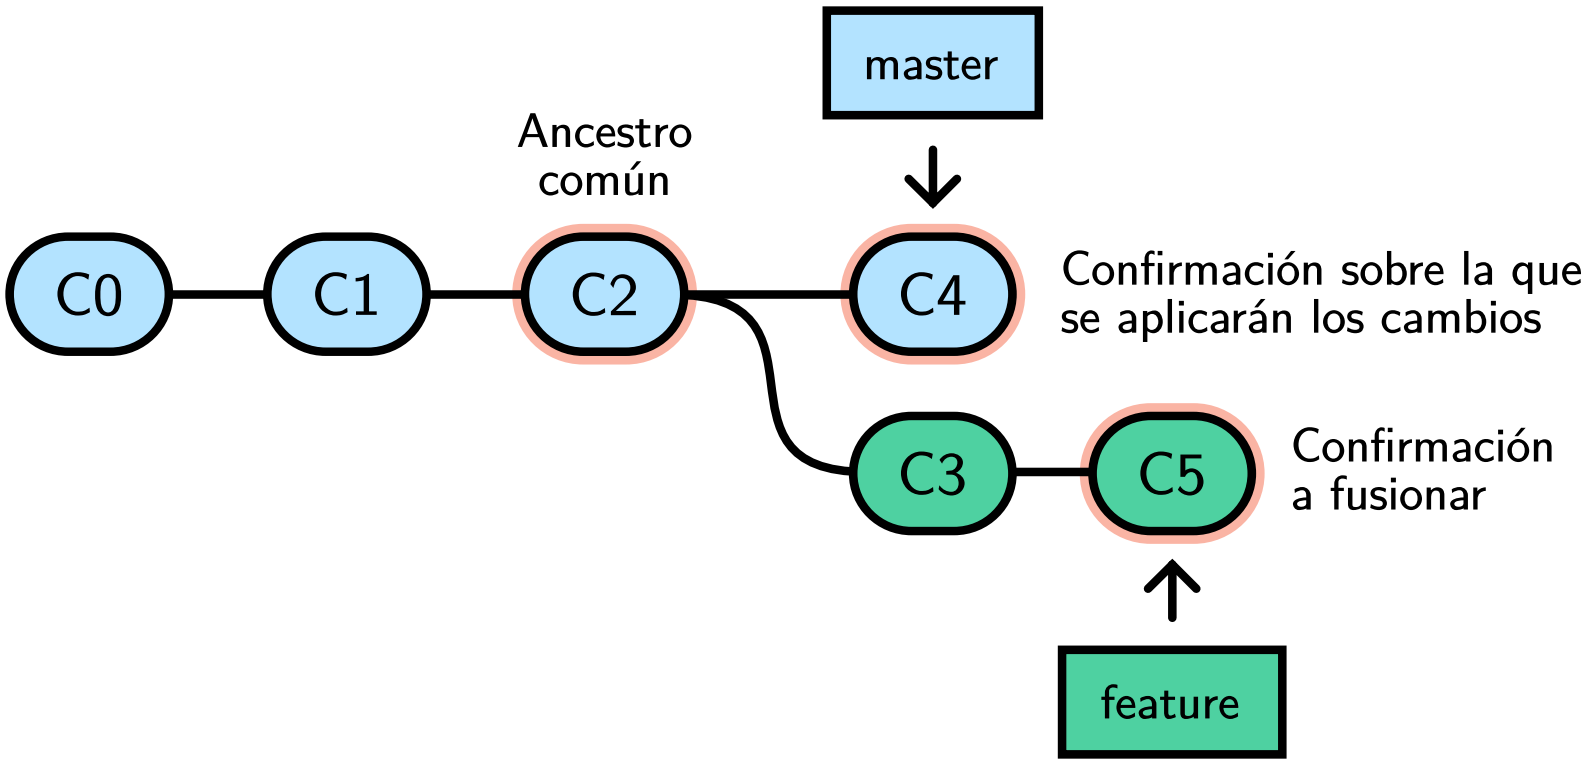 master
Ancestro
común
C0
C1
C2
C4
Confirmación sobre la que
se aplicarán los cambios
C3
C5
Confirmación
a fusionar
feature